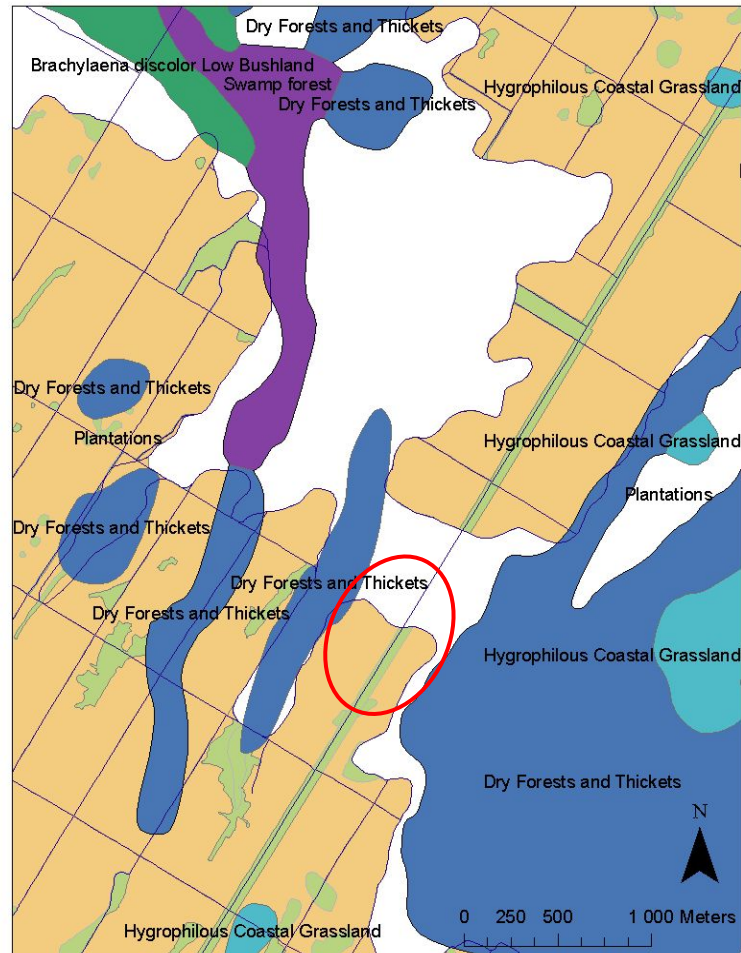 Dry Forests and Thickets
Brachylaena discolor Low Bushland
Swamp forest
Hygrophilous Coastal Grassland
Dry Forests and Thickets
Dry Forests and Thickets
Plantations
Hygrophilous Coastal Grassland
Plantations
Dry Forests and Thickets
Dry Forests and Thickets
Dry Forests and Thickets
Hygrophilous Coastal Grassland
Dry Forests and Thickets
N
0 250 500 1 000 Meters
Hygrophilous Coastal Grassland